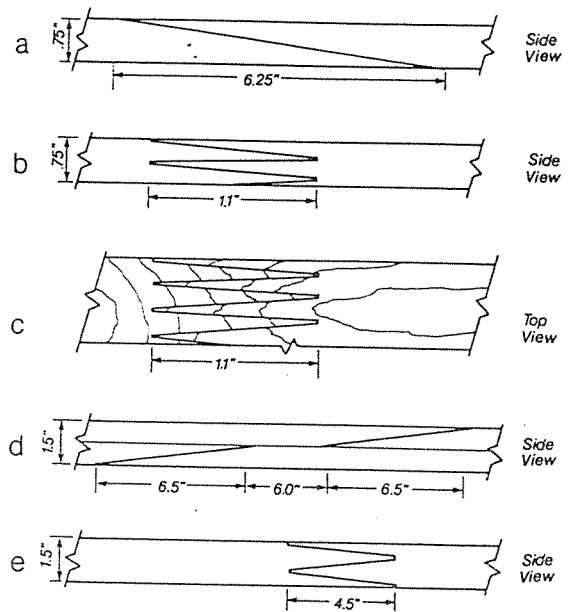 a
.75"
6.25"
Side
View
b
.75"
1.1"
Side
View
c
1.1"
Top
View
d
1.5"
6.5"
6.0"
6.5"
Side
View
e
1.5"
4.5"
Side
View